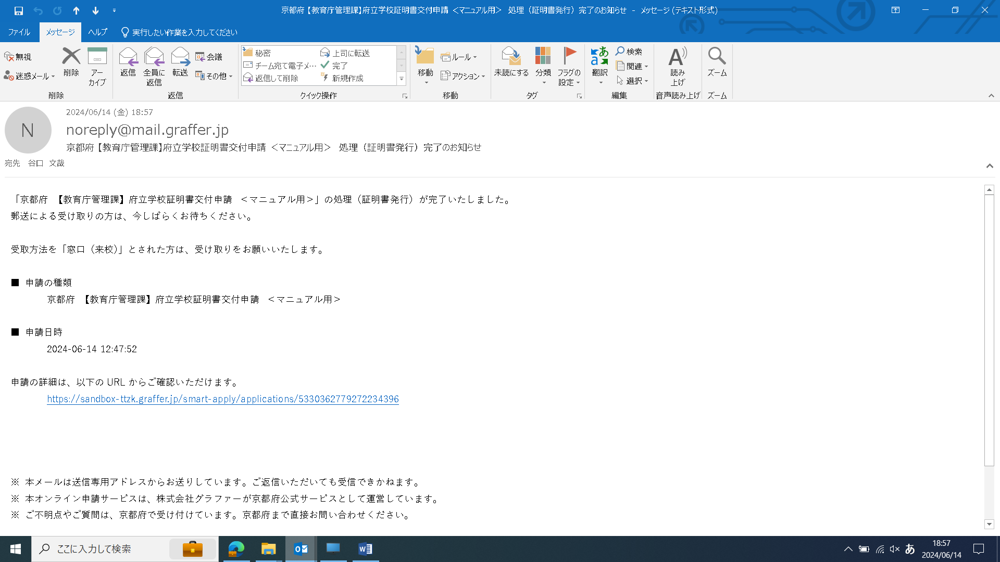 京都府 【教育庁管理課】府立学校証明書交付申請 ＜マニュアル用＞　処理（証明書発行）完了のお知らせ － メッセージ (テキスト形式)
ファイル メッセージ ヘルプ 実行したい作業を入力してください
無視
迷惑メール
削除
アーカイブ
削除
返信
全員に返信
転送
会議
その他
返信
秘密
チーム宛て電子メ…
返信して削除
上司に転送
完了
新規作成
クイック操作
移動
ルール
アクション
移動
未読にする
分類
フラグの設定
タグ
翻訳
検索
関連
選択
編集
読み上げ
音声読み上げ
ズーム
ズーム
N
2024/06/14 (金) 18:57
noreply@mail.graffer.jp
京都府 【教育庁管理課】府立学校証明書交付申請 ＜マニュアル用＞　処理（証明書発行）完了のお知らせ
宛先 谷口 文哉
「京都府　【教育庁管理課】府立学校証明書交付申請　＜マニュアル用＞」の処理（証明書発行）が完了いたしました。
郵送による受け取りの方は、今しばらくお待ちください。
受取方法を「窓口（来校）」とされた方は、受け取りをお願いいたします。
■ 申請の種類
京都府　【教育庁管理課】府立学校証明書交付申請　＜マニュアル用＞
■ 申請日時
2024-06-14 12:47:52
申請の詳細は、以下の URL からご確認いただけます。
https://sandbox-ttzk.graffer.jp/smart-apply/applications/5330362779272234396
※ 本メールは送信専用アドレスからお送りしています。ご返信いただいても受信できかねます。
※ 本オンライン申請サービスは、株式会社グラファーが京都府公式サービスとして運営しています。
※ ご不明点やご質問は、京都府で受け付けています。京都府まで直接お問い合わせください。
ここに入力して検索
あ
18:57
2024/06/14